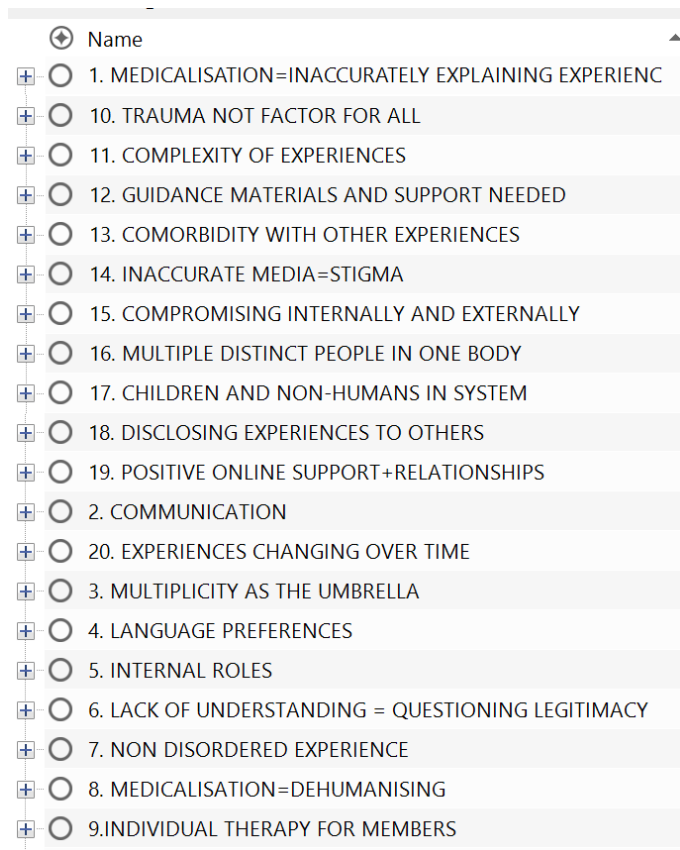 Name
1. MEDICALISATION=INACCURATELY EXPLAINING EXPERIENC
10. TRAUMA NOT FACTOR FOR ALL
11. COMPLEXITY OF EXPERIENCES
12. GUIDANCE MATERIALS AND SUPPORT NEEDED
13. COMORBIDITY WITH OTHER EXPERIENCES
14. INACCURATE MEDIA=STIGMA
15. COMPROMISING INTERNALLY AND EXTERNALLY
16. MULTIPLE DISTINCT PEOPLE IN ONE BODY
17. CHILDREN AND NON-HUMANS IN SYSTEM
18. DISCLOSING EXPERIENCES TO OTHERS
19. POSITIVE ONLINE SUPPORT+RELATIONSHIPS
2. COMMUNICATION
20. EXPERIENCES CHANGING OVER TIME
3. MULTIPLICITY AS THE UMBRELLA
4. LANGUAGE PREFERENCES
5. INTERNAL ROLES
6. LACK OF UNDERSTANDING = QUESTIONING LEGITIMACY
7. NON DISORDERED EXPERIENCE
8. MEDICALISATION=DEHUMANISING
9.INDIVIDUAL THERAPY FOR MEMBERS